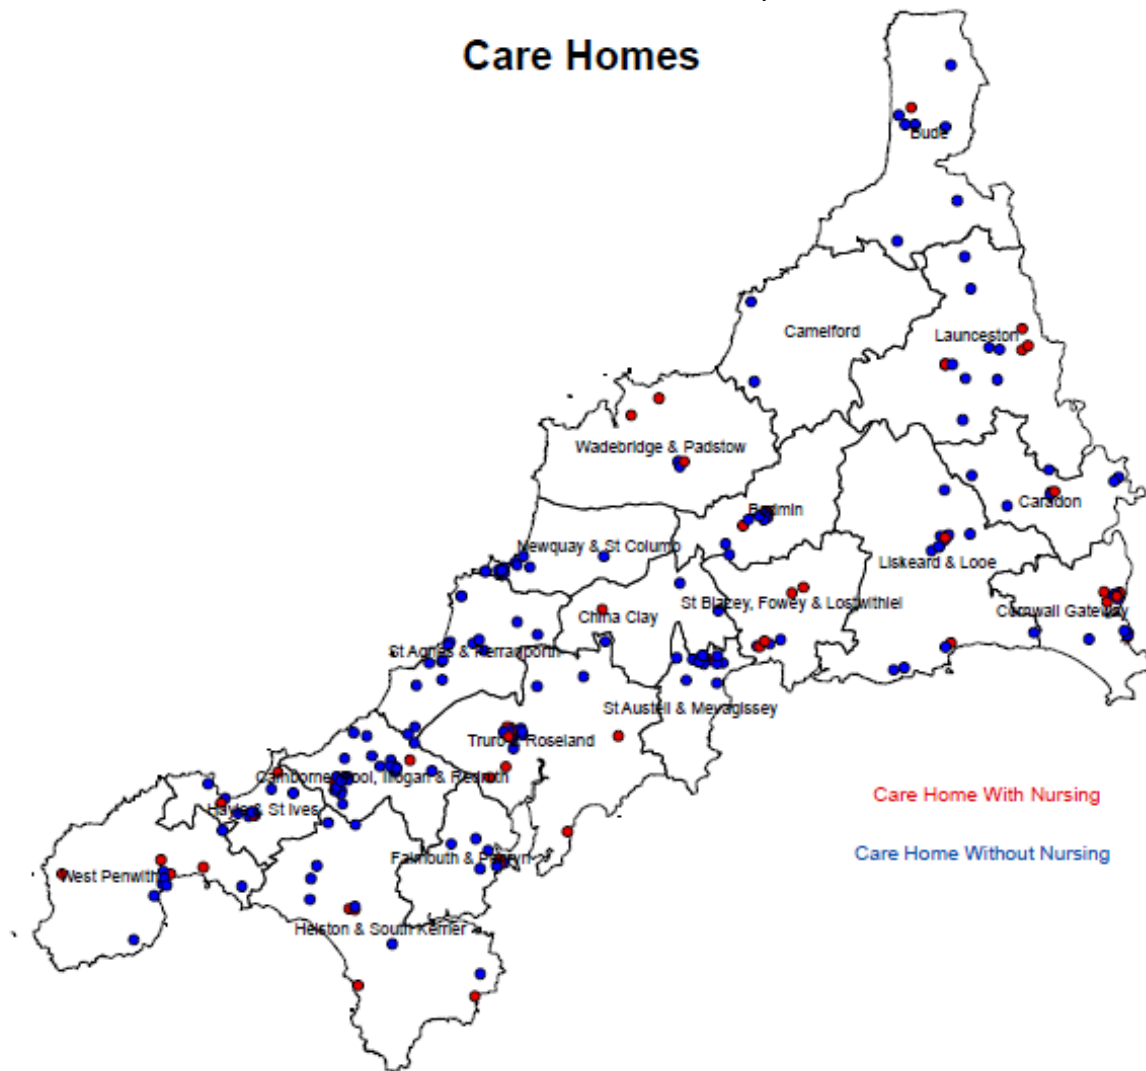 Care Homes
Bude
Camelford
Launceston
Wadebridge & Padstow
Bodmin
Caradon
Newquay & St Columb
Liskeard & Looe
China Clay
St Blazey, Fowey & Lostwithiel
Cornwall Gateway
St Agnes & Perranporth
St Austell & Mevagissey
Truro & Roseland
Camborne, Pool, Illogan & Redruth
Care Home With Nursing
Hayle & St Ives
Care Home Without Nursing
Falmouth & Penryn
West Penwith
Helston & South Kerrier